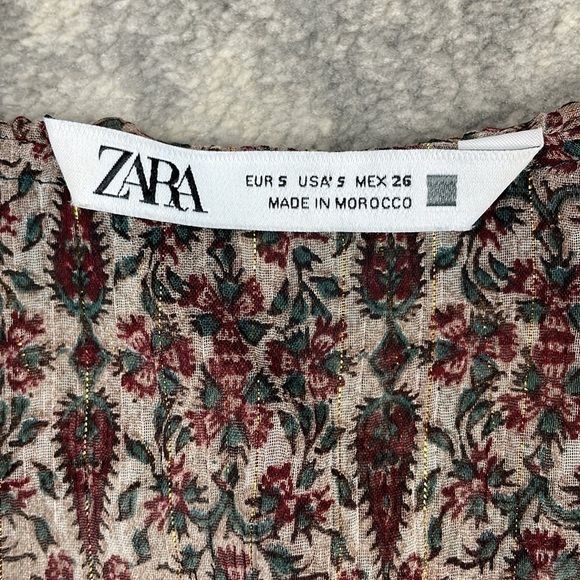 ZARA
EUR S USA' S MEX 26
MADE IN MOROCCO